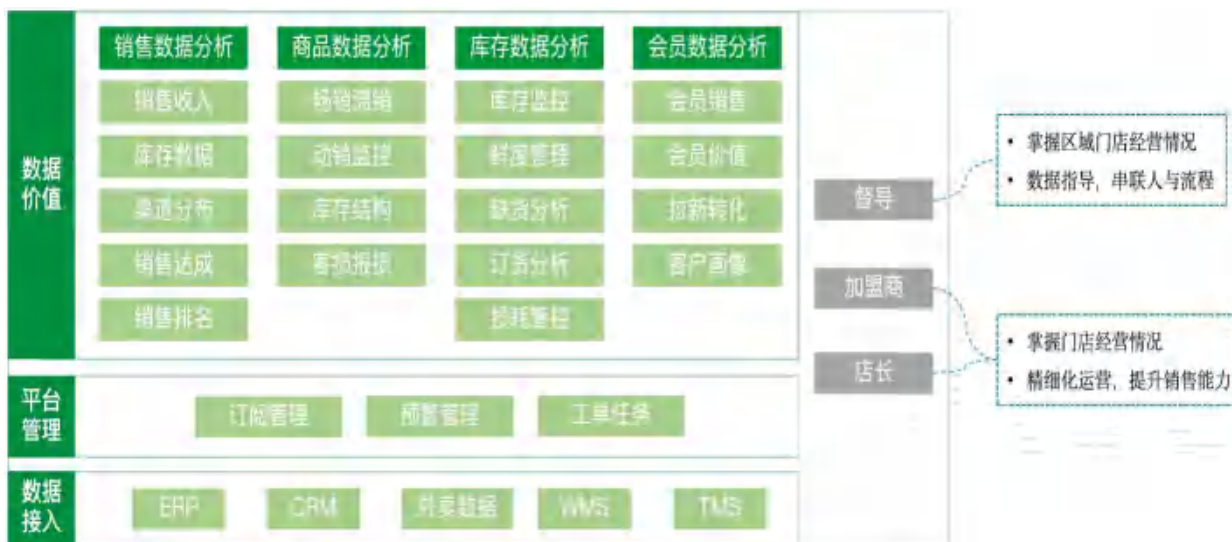 数据
价值
销售数据分析
商品数据分析
库存数据分析
会员数据分析
销售收入
畅销滞销
库存监控
会员销售
库存数据
动销监控
鲜度管理
会员价值
渠道分布
库存结构
缺货分析
拉新转化
销售达成
客损报损
订货分析
客户画像
销售排名
损耗管控
督导
加盟商
店长
• 掌握区域门店经营情况
• 数据指导，串联人与流程
• 掌握门店经营情况
• 精细化运营，提升销售能力
平台
管理
订阅管理
预警管理
工单任务
数据
接入
ERP
CRM
外卖数据
WMS
TMS